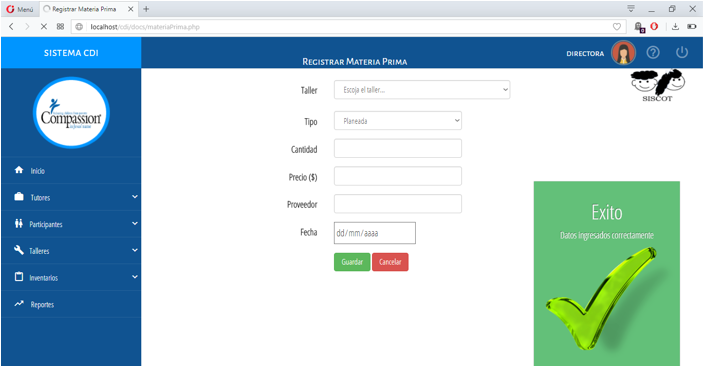 Menú
Registrar Materia Prima
localhost/cdi/docs/materiaPrima.php
SISTEMA CDI
REGISTRAR MATERIA PRIMA
DIRECTORA
Compassion
SISCOT
Inicio
Tutores
Participantes
Talleres
Inventarios
Reportes
Taller
Escoja el taller...
Tipo
Planeada
Cantidad
Precio ($)
Proveedor
Fecha
dd/mm/aaaa
Guardar
Cancelar
Exito
Datos ingresados correctamente